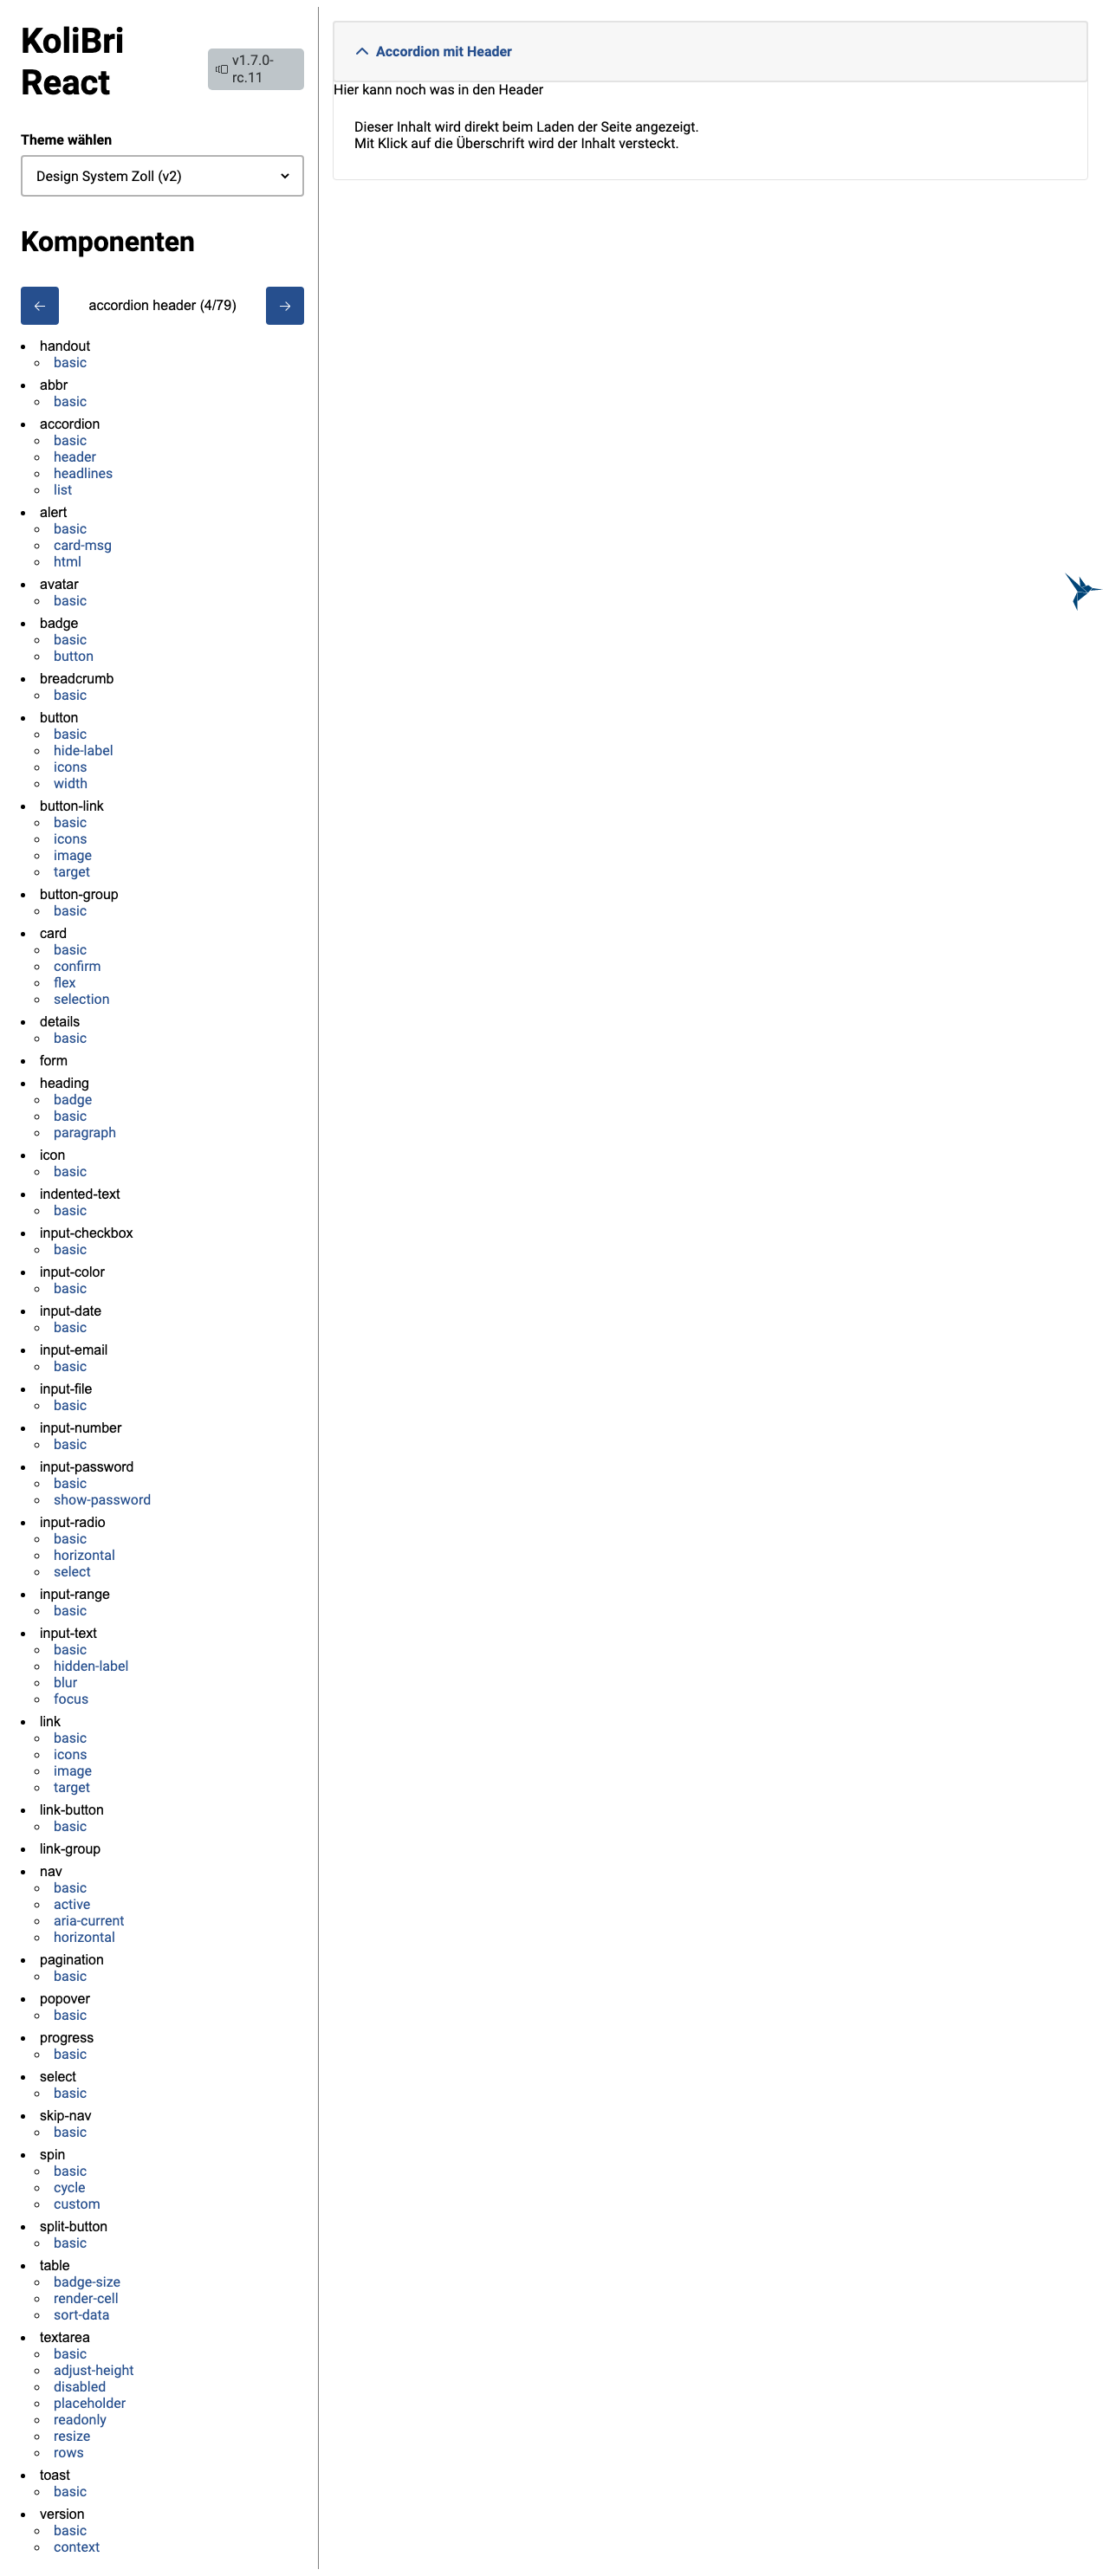 KoliBri
React
v1.7.0-
rc.11
Theme wählen
Design System Zoll (v2)
Komponenten
accordion header (4/79)
handout
basic
abbr
basic
accordion
basic
header
headlines
list
alert
basic
card-msg
html
avatar
basic
badge
basic
button
breadcrumb
basic
button
basic
hide-label
icons
width
button-link
basic
icons
image
target
button-group
basic
card
basic
confirm
flex
selection
details
basic
form
heading
badge
basic
paragraph
icon
basic
indented-text
basic
input-checkbox
basic
input-color
basic
input-date
basic
input-email
basic
input-file
basic
input-number
basic
input-password
basic
show-password
input-radio
basic
horizontal
select
input-range
basic
input-text
basic
hidden-label
blur
focus
link
basic
icons
image
target
link-button
basic
link-group
nav
basic
active
aria-current
horizontal
pagination
basic
popover
basic
progress
basic
select
basic
skip-nav
basic
spin
basic
cycle
custom
split-button
basic
table
badge-size
render-cell
sort-data
textarea
basic
adjust-height
disabled
placeholder
readonly
resize
rows
toast
basic
version
basic
context
Accordion mit Header
Hier kann noch was in den Header
Dieser Inhalt wird direkt beim Laden der Seite angezeigt.
Mit Klick auf die Überschrift wird der Inhalt versteckt.